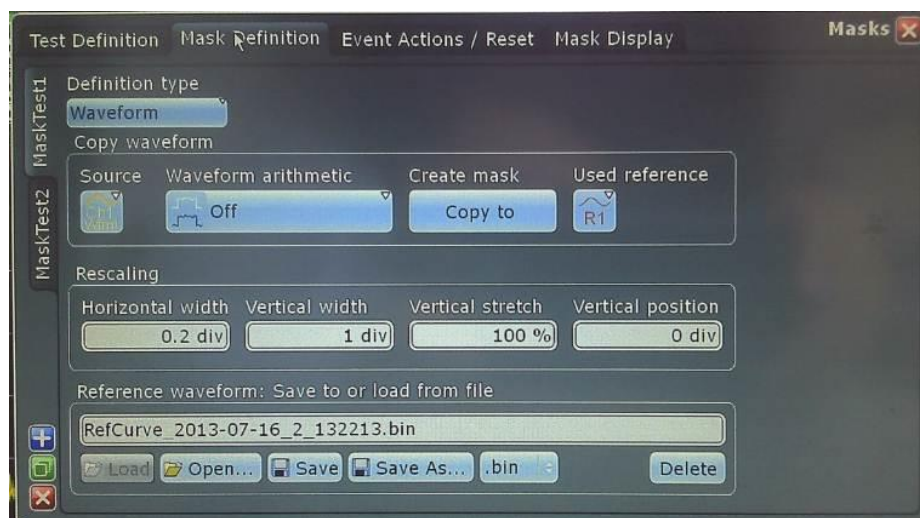 Test Definition Mask Definition Event Actions / Reset Mask Display Masks
MaskTest1
MaskTest2
Definition type
Waveform
Copy waveform
Source Waveform arithmetic Create mask Used reference
Off Copy to R1
Rescaling
Horizontal width Vertical width Vertical stretch Vertical position
0.2 div 1 div 100 % 0 div
Reference waveform: Save to or load from file
RefCurve_2013-07-16_2_132213.bin
Load Open... Save Save As... .bin Delete